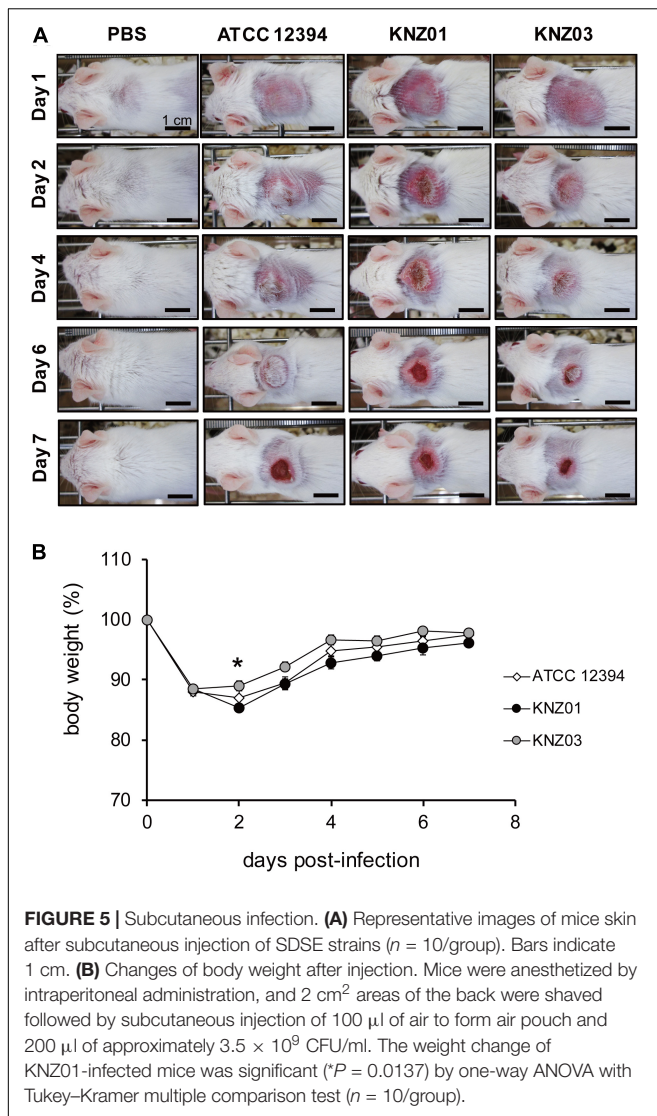 A
PBS ATCC 12394 KNZ01 KNZ03
Day 1
1 cm
Day 2
Day 4
Day 6
Day 7
B
110
100
90
80
70
body weight (%)
*
ATCC 12394
KNZ01
KNZ03
0 2 4 6 8
days post-infection
FIGURE 5 | Subcutaneous infection. (A) Representative images of mice skin
after subcutaneous injection of SDSE strains (n = 10/group). Bars indicate
1 cm. (B) Changes of body weight after injection. Mice were anesthetized by
intraperitoneal administration, and 2 cm² areas of the back were shaved
followed by subcutaneous injection of 100 µl of air to form air pouch and
200 µl of approximately 3.5 × 10⁹ CFU/ml. The weight change of
KNZ01-infected mice was significant (*P = 0.0137) by one-way ANOVA with
Tukey–Kramer multiple comparison test (n = 10/group).